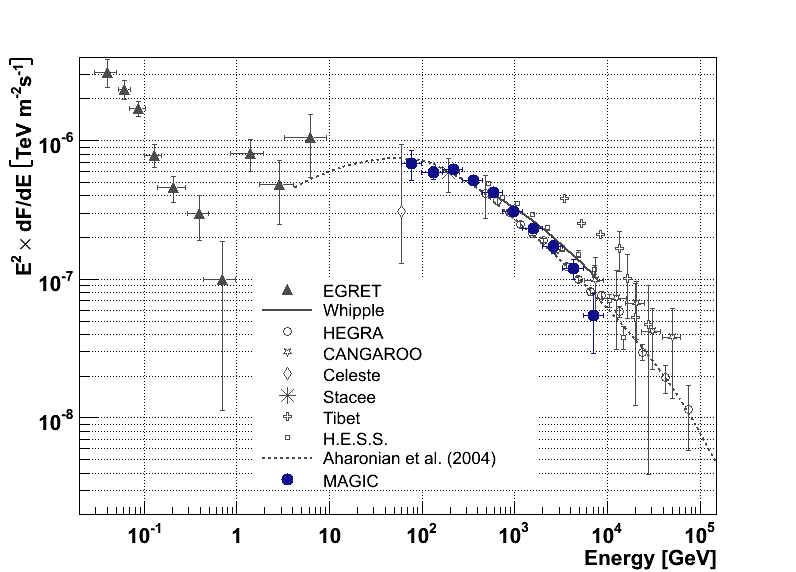 E² × dF/dE [TeV m⁻²s⁻¹]
10⁻⁶
10⁻⁷
10⁻⁸
EGRET
Whipple
HEGRA
CANGAROO
Celeste
Stacee
Tibet
H.E.S.S.
Aharonian et al. (2004)
MAGIC
10⁻¹ 1 10 10² 10³ 10⁴ 10⁵
Energy [GeV]